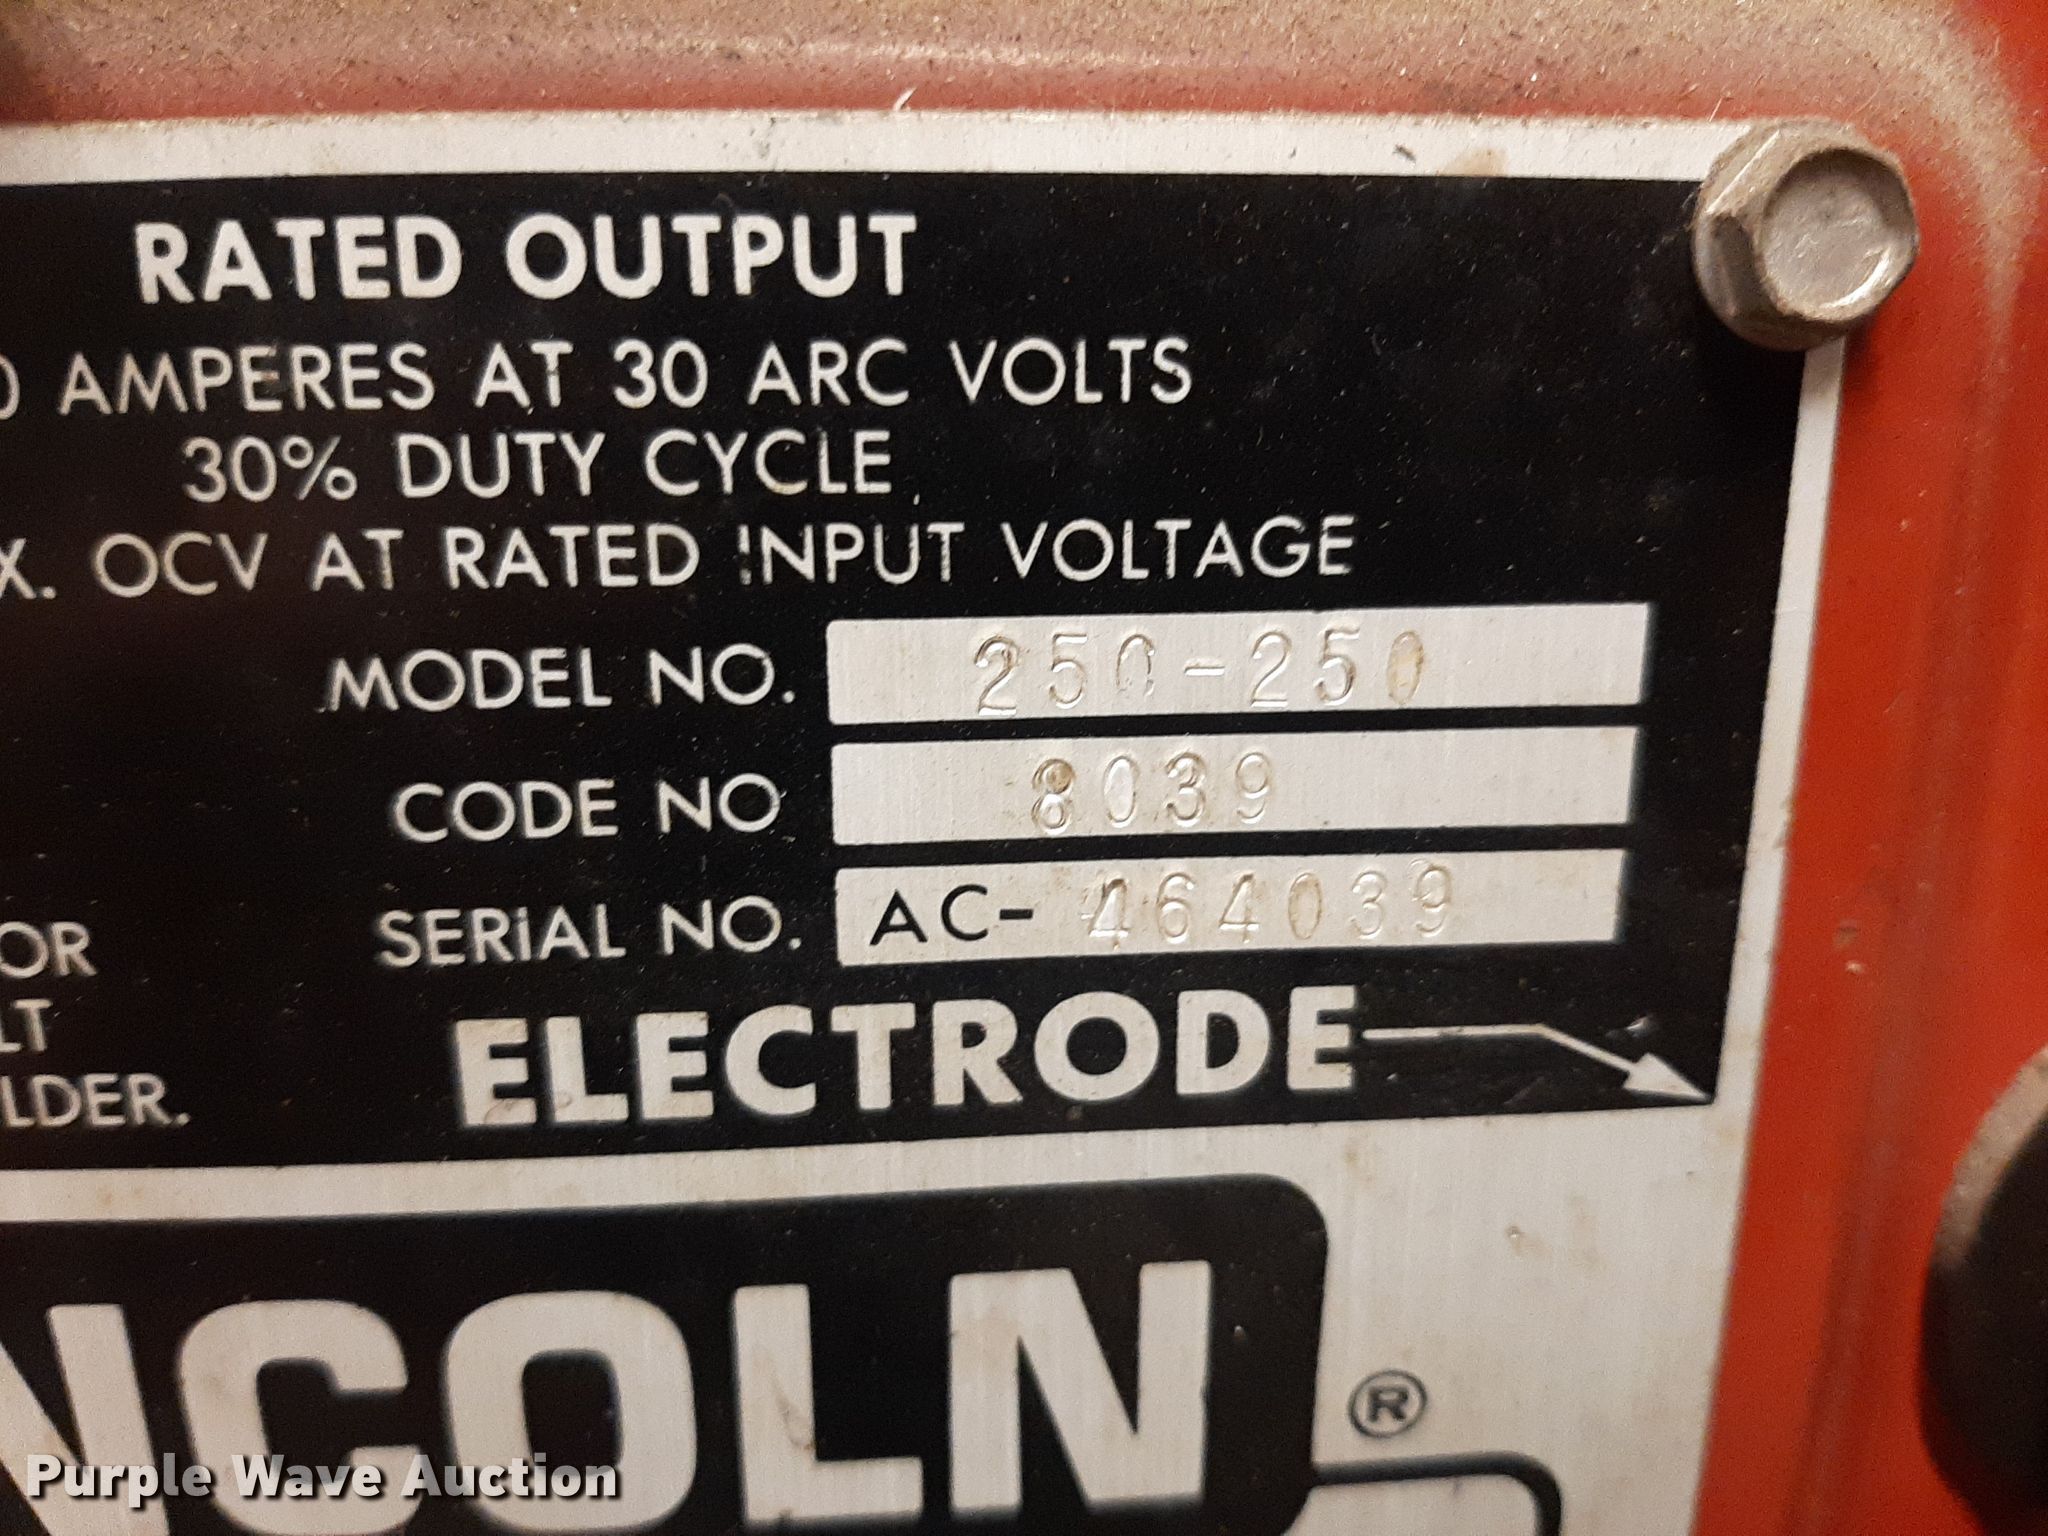 RATED OUTPUT
0 AMPERES AT 30 ARC VOLTS
30% DUTY CYCLE
X. OCV AT RATED INPUT VOLTAGE
MODEL NO. 250-250
CODE NO 8039
SERIAL NO. AC-464039
OR
LT
LDER.
ELECTRODE
NCOLN ®
Purple Wave Auction